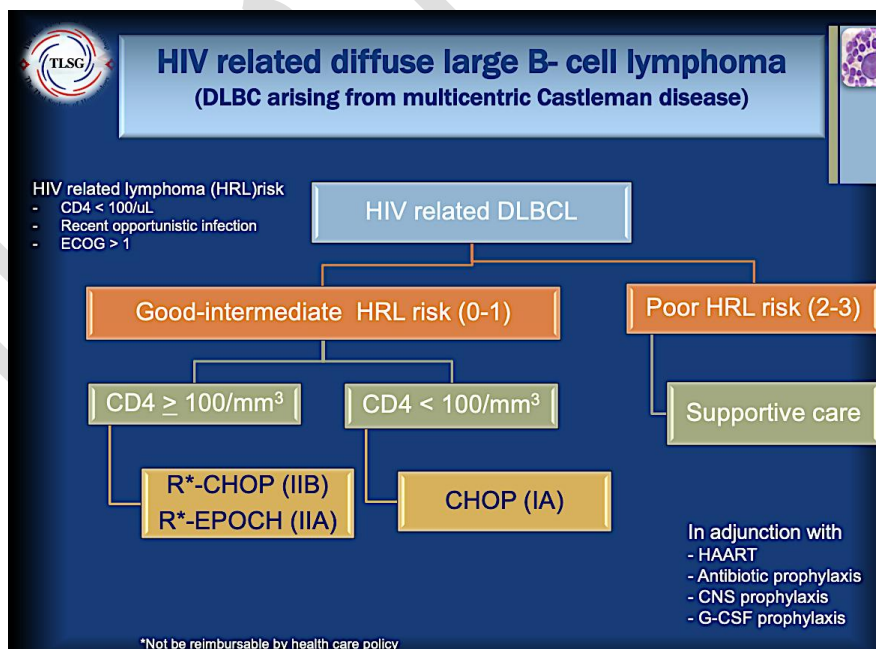 TLSG
HIV related diffuse large B- cell lymphoma
(DLBC arising from multicentric Castleman disease)
HIV related lymphoma (HRL)risk
- CD4 < 100/uL
- Recent opportunistic infection
- ECOG > 1
HIV related DLBCL
Good-intermediate HRL risk (0-1)
Poor HRL risk (2-3)
CD4 ≥ 100/mm³
CD4 < 100/mm³
Supportive care
R*-CHOP (IIB)
R*-EPOCH (IIA)
CHOP (IA)
In adjunction with
- HAART
- Antibiotic prophylaxis
- CNS prophylaxis
- G-CSF prophylaxis
*Not be reimbursable by health care policy